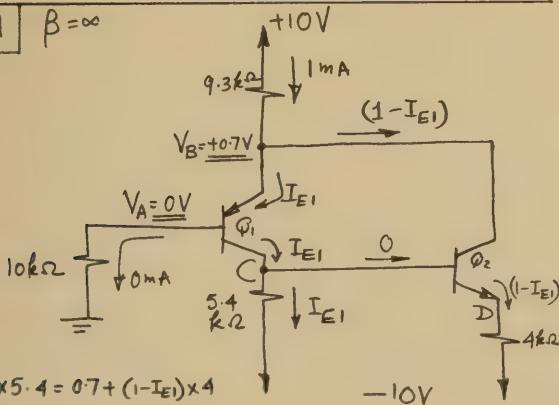 β=∞
+10V
9.3kΩ
1mA
(1-I_E1)
V_B=+0.7V
V_A=0V
I_E1
Q1
I_E1
0
Q2
10kΩ
0mA
C
(1-I_E1)
5.4
kΩ
I_E1
D
4kΩ
×5.4=0.7+(1-I_E1)×4
-10V